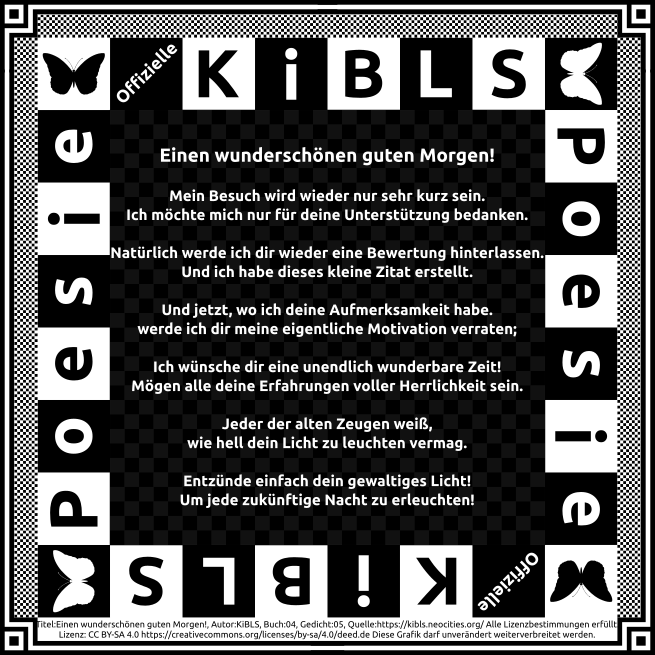 Offizielle KiBLS
Poesie
Poesie
Einen wunderschönen guten Morgen!
Mein Besuch wird wieder nur sehr kurz sein.
Ich möchte mich nur für deine Unterstützung bedanken.
Natürlich werde ich dir wieder eine Bewertung hinterlassen.
Und ich habe dieses kleine Zitat erstellt.
Und jetzt, wo ich deine Aufmerksamkeit habe.
werde ich dir meine eigentliche Motivation verraten;
Ich wünsche dir eine unendlich wunderbare Zeit!
Mögen alle deine Erfahrungen voller Herrlichkeit sein.
Jeder der alten Zeugen weiß,
wie hell dein Licht zu leuchten vermag.
Entzünde einfach dein gewaltiges Licht!
Um jede zukünftige Nacht zu erleuchten!
Offizielle KiBLS
Titel:Einen wunderschönen guten Morgen!, Autor:KiBLS, Buch:04, Gedicht:05, Quelle:https://kibls.neocities.org/ Alle Lizenzbestimmungen erfüllt
Lizenz: CC BY-SA 4.0 https://creativecommons.org/licenses/by-sa/4.0/deed.de Diese Grafik darf unverändert weiterverbreitet werden.